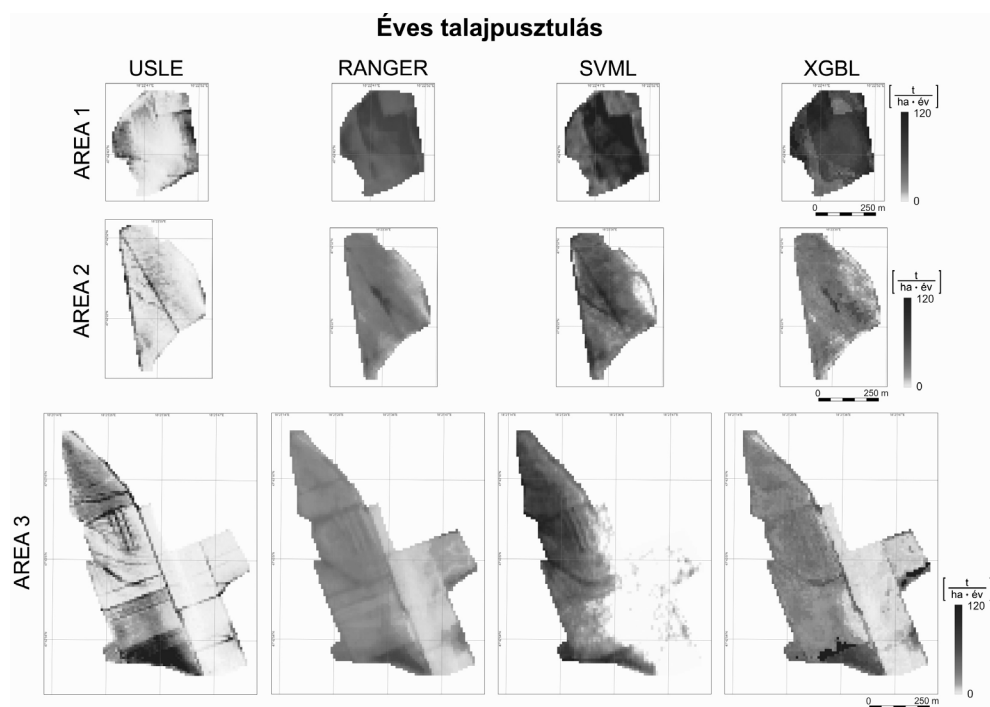 Éves talajpusztulás
USLE
RANGER
SVML
XGBL
AREA 1
[t / ha · év]
120
0
0 250 m
AREA 2
[t / ha · év]
120
0
0 250 m
AREA 3
[t / ha · év]
120
0
0 250 m